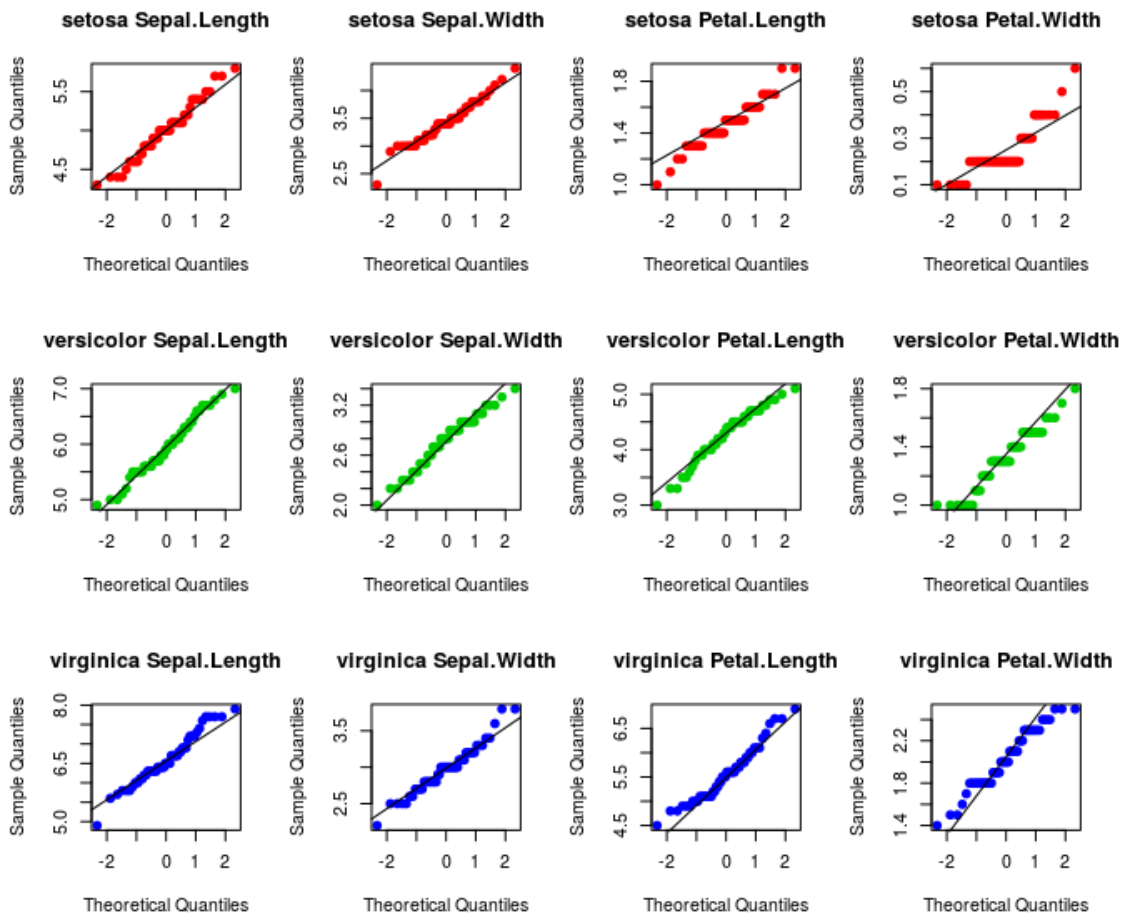 setosa Sepal.Length
setosa Sepal.Width
setosa Petal.Length
setosa Petal.Width
Sample Quantiles
4.5 5.5
-2 0 1 2
Theoretical Quantiles
Sample Quantiles
2.5 3.5
-2 0 1 2
Theoretical Quantiles
Sample Quantiles
1.0 1.4 1.8
-2 0 1 2
Theoretical Quantiles
Sample Quantiles
0.1 0.3 0.5
-2 0 1 2
Theoretical Quantiles
versicolor Sepal.Length
versicolor Sepal.Width
versicolor Petal.Length
versicolor Petal.Width
Sample Quantiles
5.0 6.0 7.0
-2 0 1 2
Theoretical Quantiles
Sample Quantiles
2.0 2.6 3.2
-2 0 1 2
Theoretical Quantiles
Sample Quantiles
3.0 4.0 5.0
-2 0 1 2
Theoretical Quantiles
Sample Quantiles
1.0 1.4 1.8
-2 0 1 2
Theoretical Quantiles
virginica Sepal.Length
virginica Sepal.Width
virginica Petal.Length
virginica Petal.Width
Sample Quantiles
5.0 6.5 8.0
-2 0 1 2
Theoretical Quantiles
Sample Quantiles
2.5 3.5
-2 0 1 2
Theoretical Quantiles
Sample Quantiles
4.5 5.5 6.5
-2 0 1 2
Theoretical Quantiles
Sample Quantiles
1.4 1.8 2.2
-2 0 1 2
Theoretical Quantiles